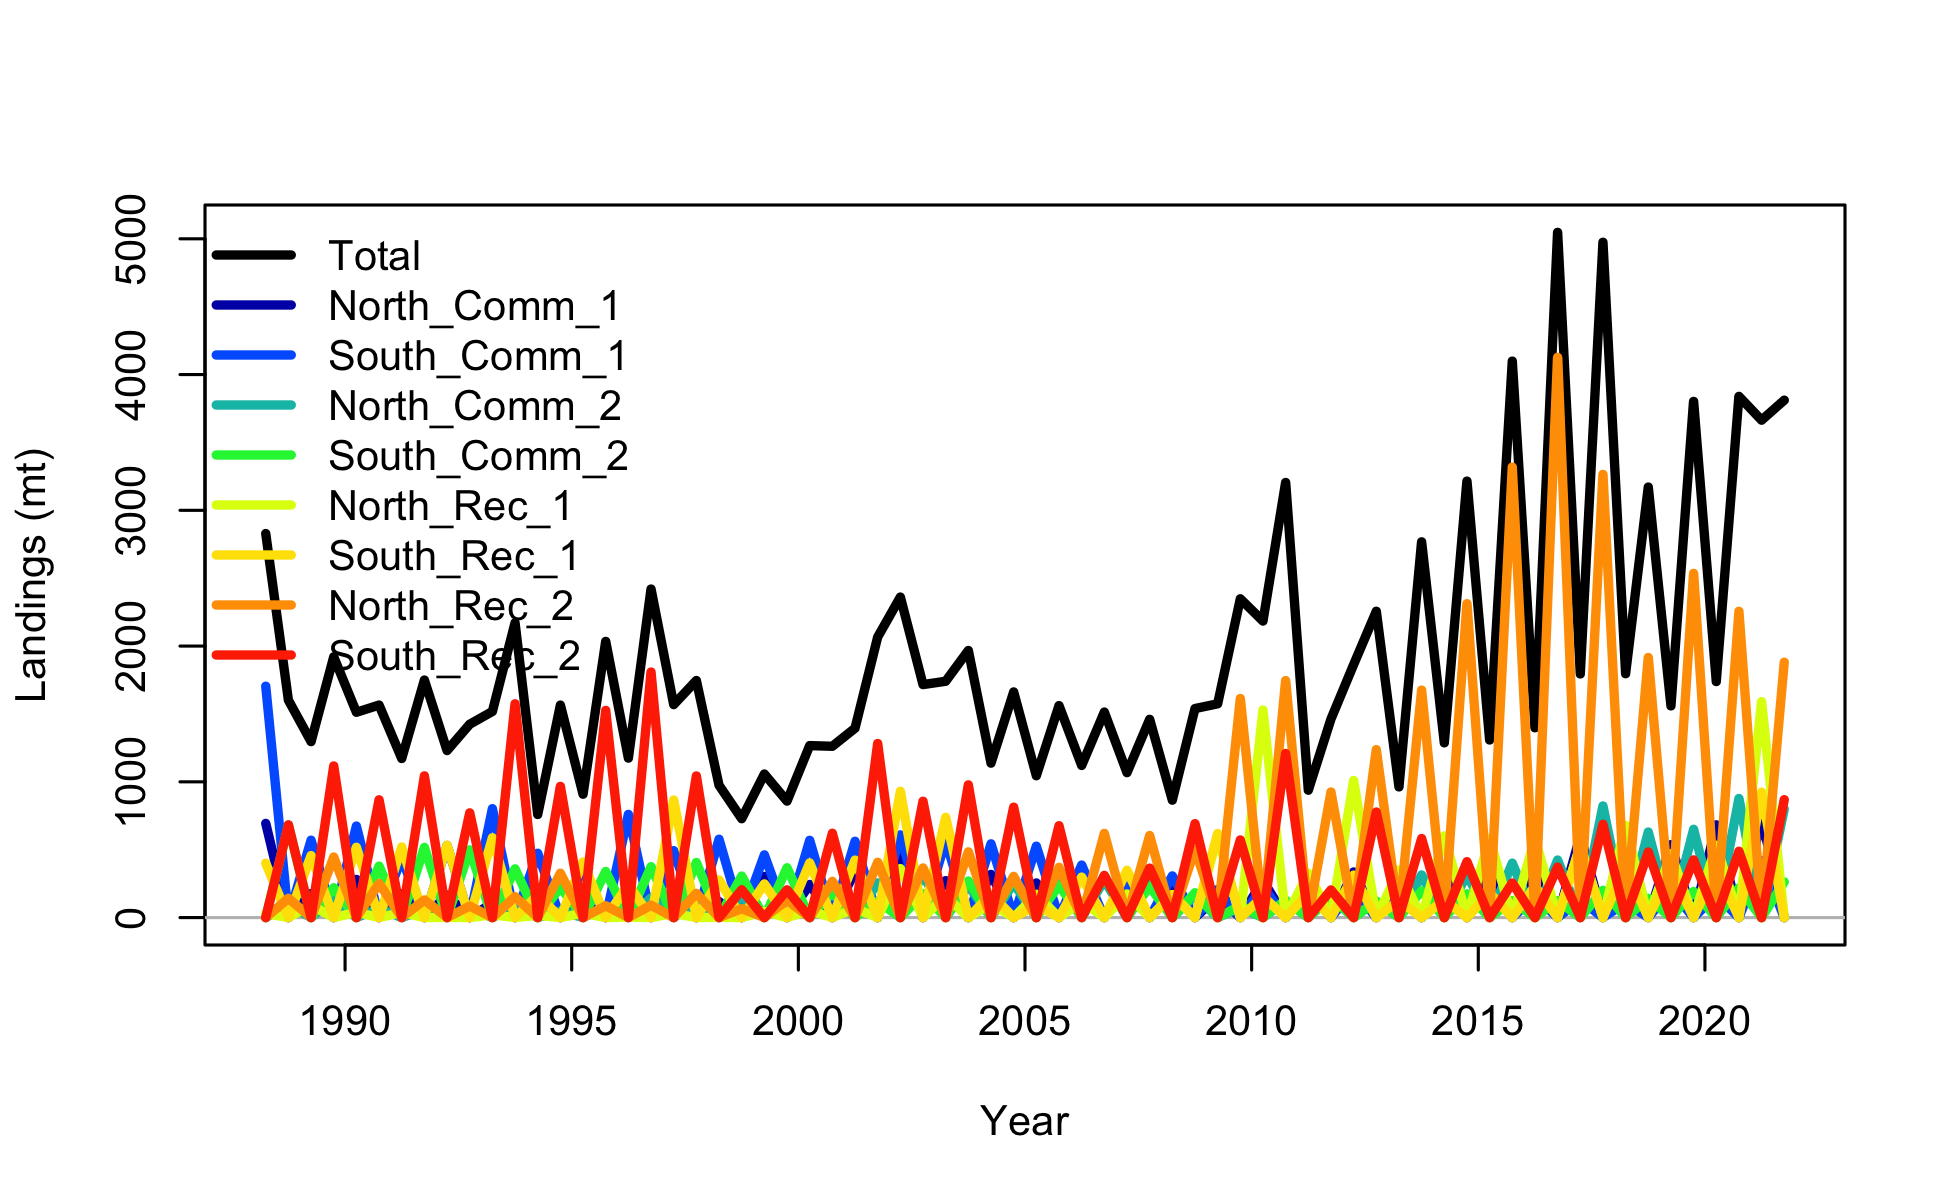 5000
4000
3000
2000
1000
0
Landings (mt)
Total
North_Comm_1
South_Comm_1
North_Comm_2
South_Comm_2
North_Rec_1
South_Rec_1
North_Rec_2
South_Rec_2
1990 1995 2000 2005 2010 2015 2020
Year